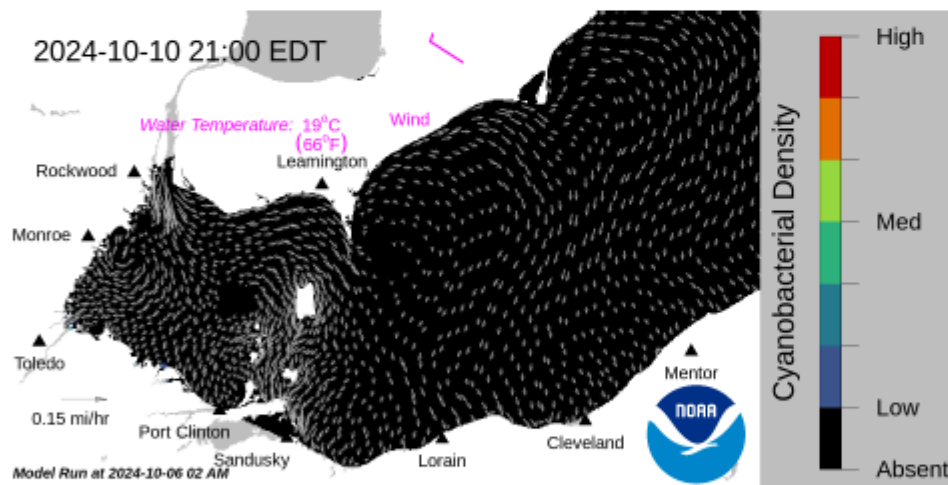 2024-10-10 21:00 EDT
Water Temperature: 19°C
(66°F)
Wind
Leamington
Rockwood
Monroe
Toledo
0.15 mi/hr
Port Clinton
Sandusky
Lorain
Cleveland
Mentor
NOAA
Model Run at 2024-10-06 02 AM
Cyanobacterial Density
High
Med
Low
Absent